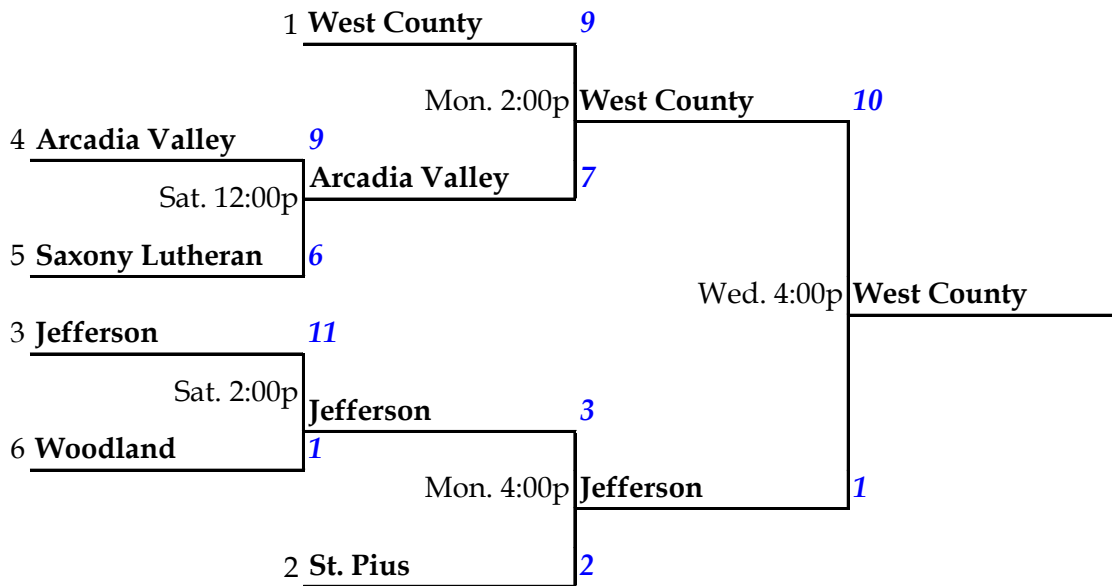 1 West County 9
Mon. 2:00p West County 10
4 Arcadia Valley 9
Sat. 12:00p Arcadia Valley 7
5 Saxony Lutheran 6
Wed. 4:00p West County
3 Jefferson 11
Sat. 2:00p Jefferson 3
6 Woodland 1
Mon. 4:00p Jefferson 1
2 St. Pius 2